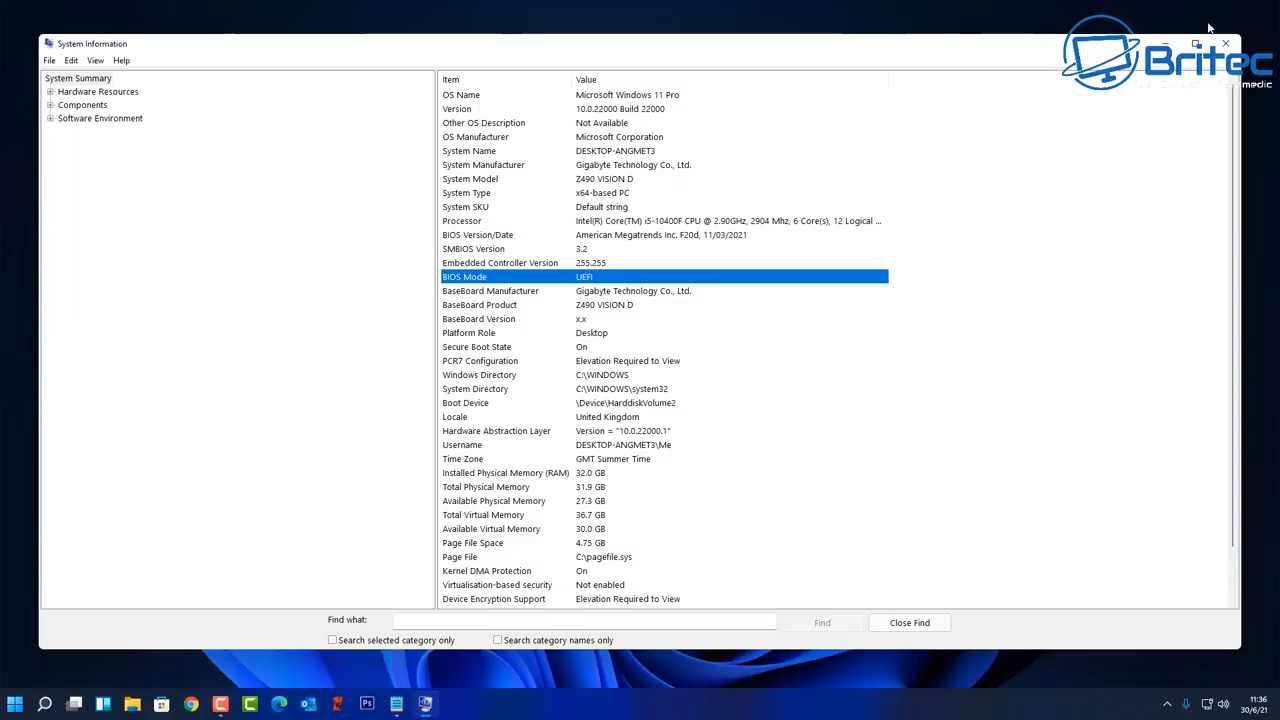 System Information
Britec
medic
File Edit View Help
System Summary
Hardware Resources
Components
Software Environment
Item Value
OS Name Microsoft Windows 11 Pro
Version 10.0.22000 Build 22000
Other OS Description Not Available
OS Manufacturer Microsoft Corporation
System Name DESKTOP-ANGMET3
System Manufacturer Gigabyte Technology Co., Ltd.
System Model Z490 VISION D
System Type x64-based PC
System SKU Default string
Processor Intel(R) Core(TM) i5-10400F CPU @ 2.90GHz, 2904 Mhz, 6 Core(s), 12 Logical ...
BIOS Version/Date American Megatrends Inc. F20d, 11/03/2021
SMBIOS Version 3.2
Embedded Controller Version 255.255
BIOS Mode UEFI
BaseBoard Manufacturer Gigabyte Technology Co., Ltd.
BaseBoard Product Z490 VISION D
BaseBoard Version x.x
Platform Role Desktop
Secure Boot State On
PCR7 Configuration Elevation Required to View
Windows Directory C:\WINDOWS
System Directory C:\WINDOWS\system32
Boot Device \Device\HarddiskVolume2
Locale United Kingdom
Hardware Abstraction Layer Version = "10.0.22000.1"
Username DESKTOP-ANGMET3\Me
Time Zone GMT Summer Time
Installed Physical Memory (RAM) 32.0 GB
Total Physical Memory 31.9 GB
Available Physical Memory 27.3 GB
Total Virtual Memory 36.7 GB
Available Virtual Memory 30.0 GB
Page File Space 4.75 GB
Page File C:\pagefile.sys
Kernel DMA Protection On
Virtualisation-based security Not enabled
Device Encryption Support Elevation Required to View
Find what: Find Close Find
Search selected category only Search category names only
Ps
11:36
30/6/21